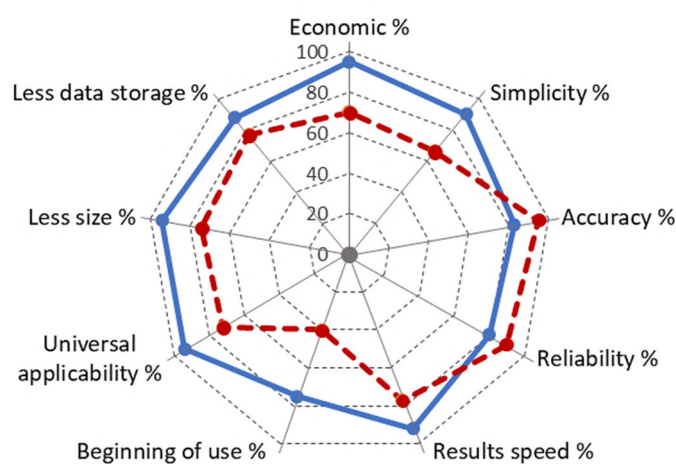 Economic %
100
Less data storage %
80
Simplicity %
60
40
Less size %
20
Accuracy %
0
Universal
applicability %
Reliability %
Beginning of use %
Results speed %